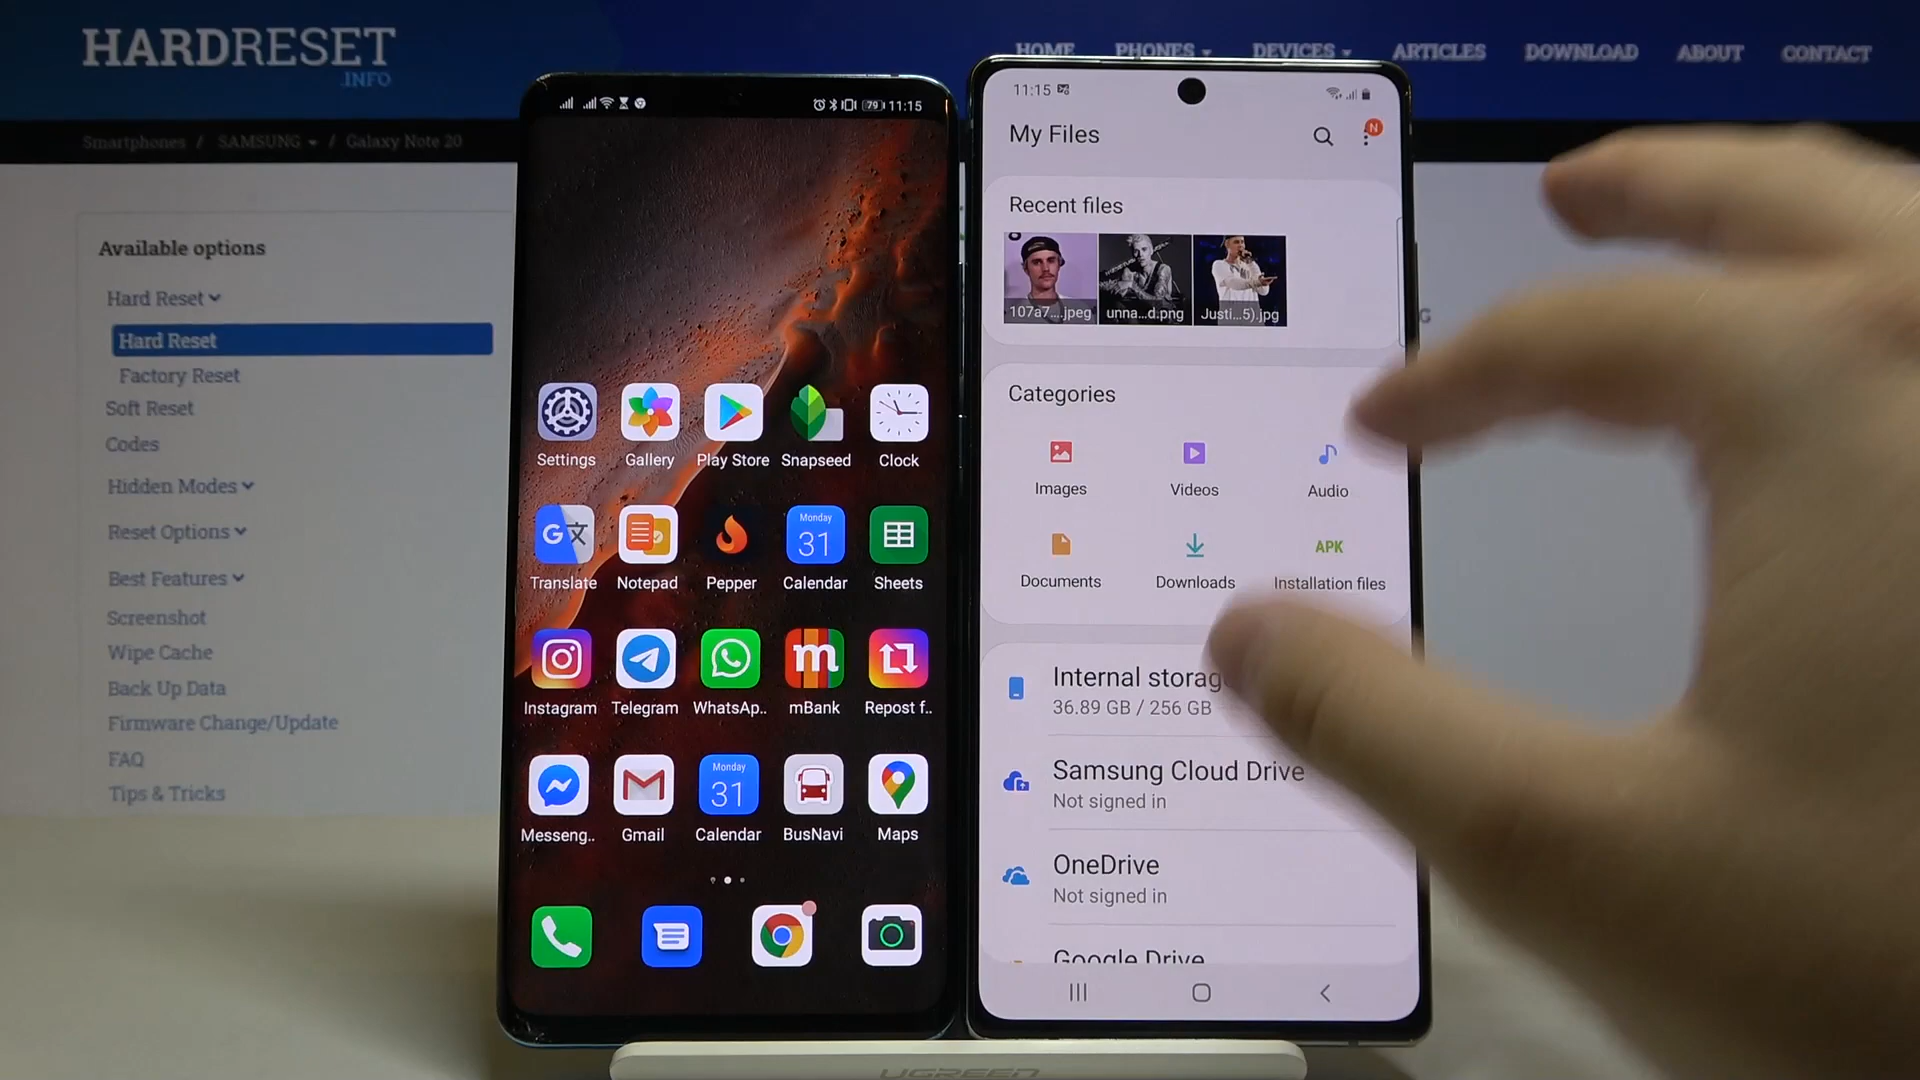 HARDRESET
.INFO
HOME PHONES DEVICES ARTICLES DOWNLOAD ABOUT CONTACT
Smartphones / SAMSUNG / Galaxy Note 20
Available options
Hard Reset
Hard Reset
Factory Reset
Soft Reset
Codes
Hidden Modes
Reset Options
Best Features
Screenshot
Wipe Cache
Back Up Data
Firmware Change/Update
FAQ
Tips & Tricks
79 11:15
Settings Gallery Play Store Snapseed Clock
Monday
31
Translate Notepad Pepper Calendar Sheets
m
Instagram Telegram WhatsAp.. mBank Repost f..
Monday
31
Messeng.. Gmail Calendar BusNavi Maps
11:15
My Files
N
Recent files
107a7....jpeg unna...d.png Justi...5).jpg
Categories
Images Videos Audio
APK
Documents Downloads Installation files
Internal storage
36.89 GB / 256 GB
Samsung Cloud Drive
Not signed in
OneDrive
Not signed in
Google Drive
UGREEN